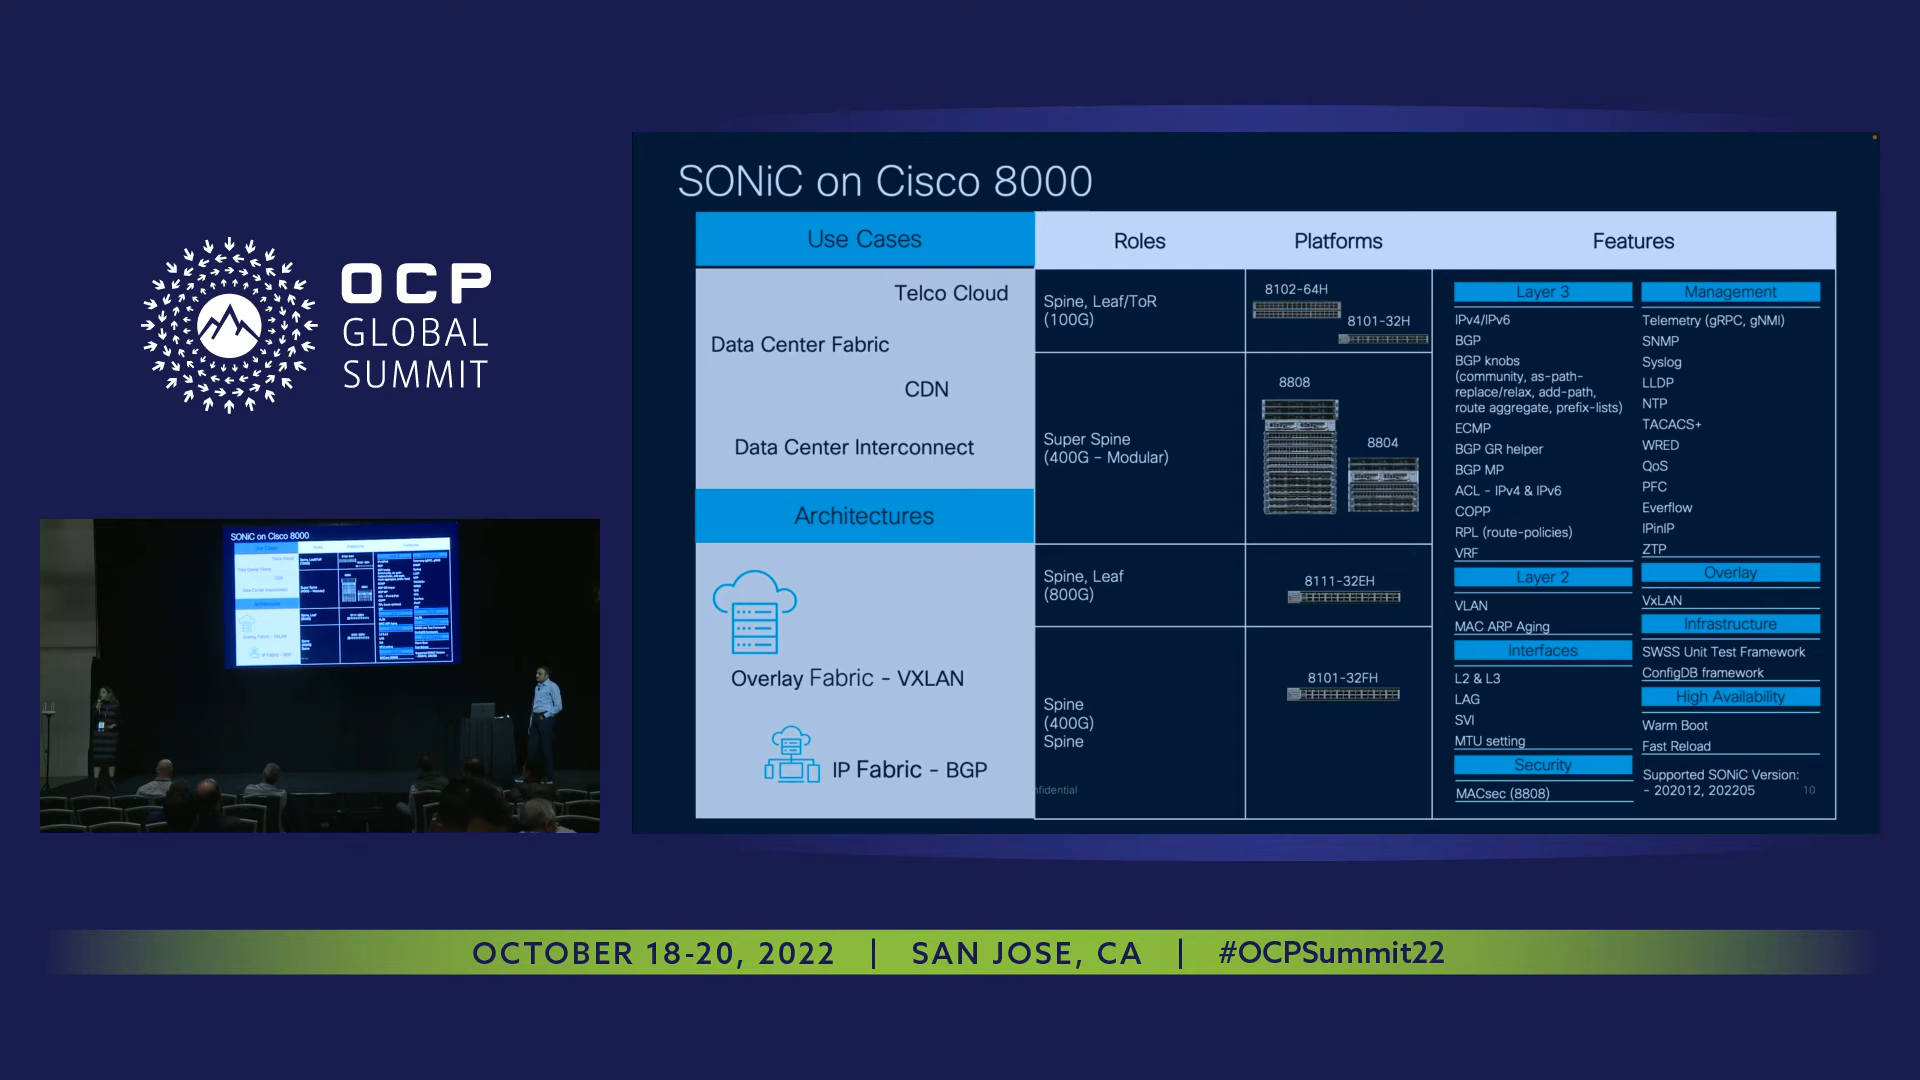 OCP
GLOBAL
SUMMIT
SONiC on Cisco 8000
Use Cases
Roles
Platforms
Features
Telco Cloud
Data Center Fabric
CDN
Data Center Interconnect
Architectures
Overlay Fabric - VXLAN
IP Fabric - BGP
Spine, Leaf/ToR
(100G)
8102-64H
8101-32H
Super Spine
(400G – Modular)
8808
8804
Spine, Leaf
(800G)
8111-32EH
Spine
(400G)
Spine
8101-32FH
nfidential
Layer 3
IPv4/IPv6
BGP
BGP knobs
(community, as-path-
replace/relax, add-path,
route aggregate, prefix-lists)
ECMP
BGP GR helper
BGP MP
ACL - IPv4 & IPv6
COPP
RPL (route-policies)
VRF
Layer 2
VLAN
MAC ARP Aging
Interfaces
L2 & L3
LAG
SVI
MTU setting
Security
MACsec (8808)
Management
Telemetry (gRPC, gNMI)
SNMP
Syslog
LLDP
NTP
TACACS+
WRED
QoS
PFC
Everflow
IPinIP
ZTP
Overlay
VxLAN
Infrastructure
SWSS Unit Test Framework
ConfigDB framework
High Availability
Warm Boot
Fast Reload
Supported SONiC Version:
- 202012, 202205
10
SONiC on Cisco 8000
OCTOBER 18-20, 2022 | SAN JOSE, CA | #OCPSummit22